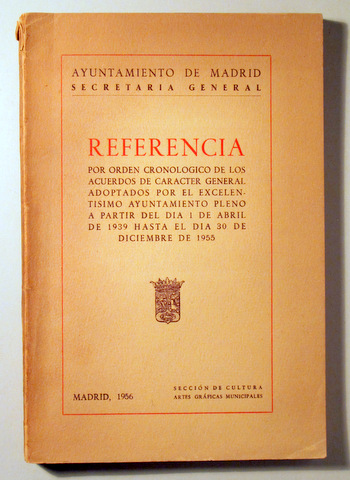 AYUNTAMIENTO DE MADRID
SECRETARIA GENERAL
REFERENCIA
POR ORDEN CRONOLOGICO DE LOS
ACUERDOS DE CARACTER GENERAL
ADOPTADOS POR EL EXCELEN-
TISIMO AYUNTAMIENTO PLENO
A PARTIR DEL DIA 1 DE ABRIL
DE 1939 HASTA EL DIA 30 DE
DICIEMBRE DE 1955
MADRID, 1956
SECCIÓN DE CULTURA
ARTES GRÁFICAS MUNICIPALES